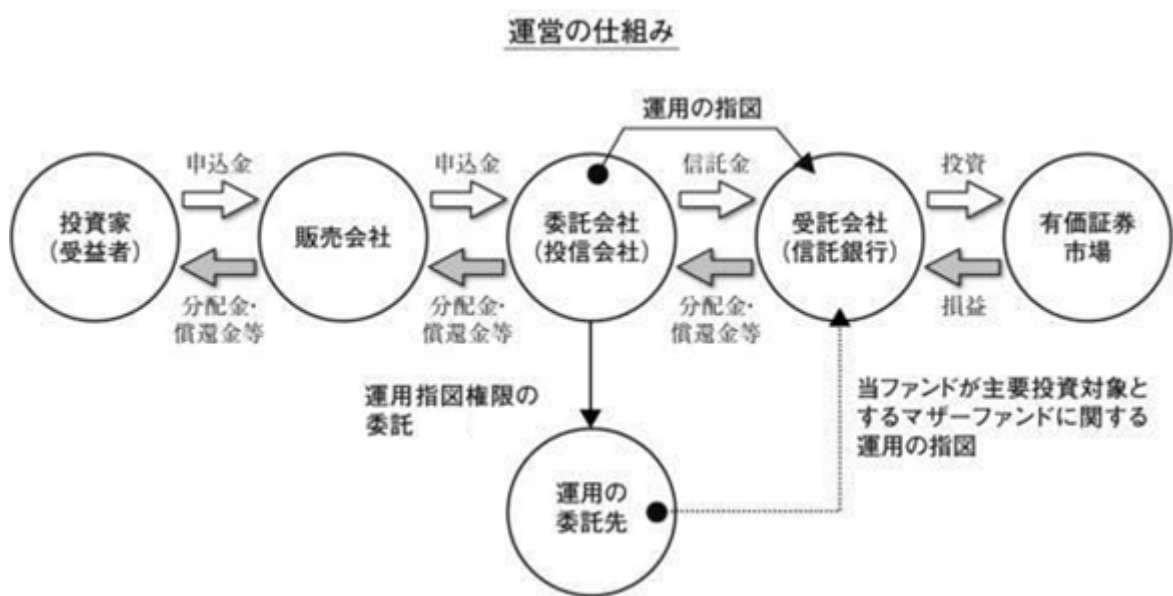 運営の仕組み
運用の指図
申込金
申込金
信託金
投資
投資家
(受益者)
販売会社
委託会社
(投信会社)
受託会社
(信託銀行)
有価証券
市場
分配金・
償還金等
分配金・
償還金等
分配金・
償還金等
損益
運用指図権限の
委託
当ファンドが主要投資対象と
するマザーファンドに関する
運用の指図
運用の
委託先